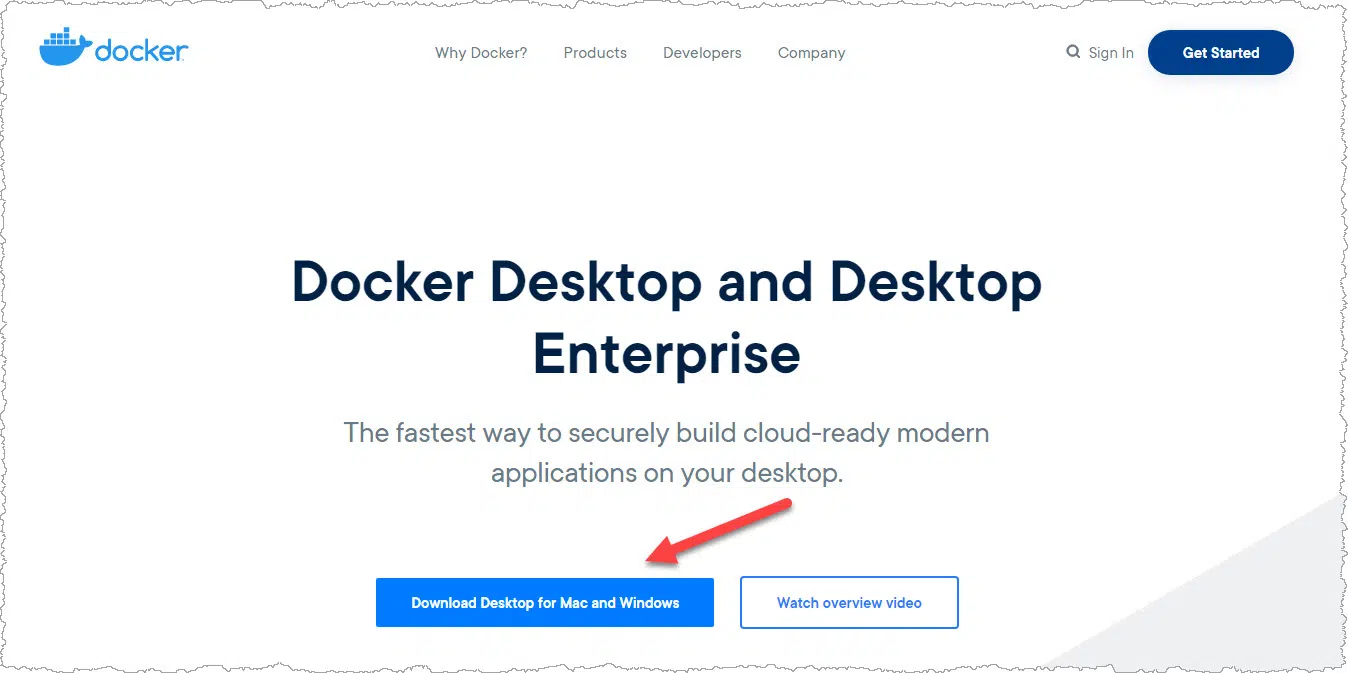 docker
Why Docker?
Products
Developers
Company
Sign In
Get Started
Docker Desktop and Desktop
Enterprise
The fastest way to securely build cloud-ready modern
applications on your desktop.
Download Desktop for Mac and Windows
Watch overview video